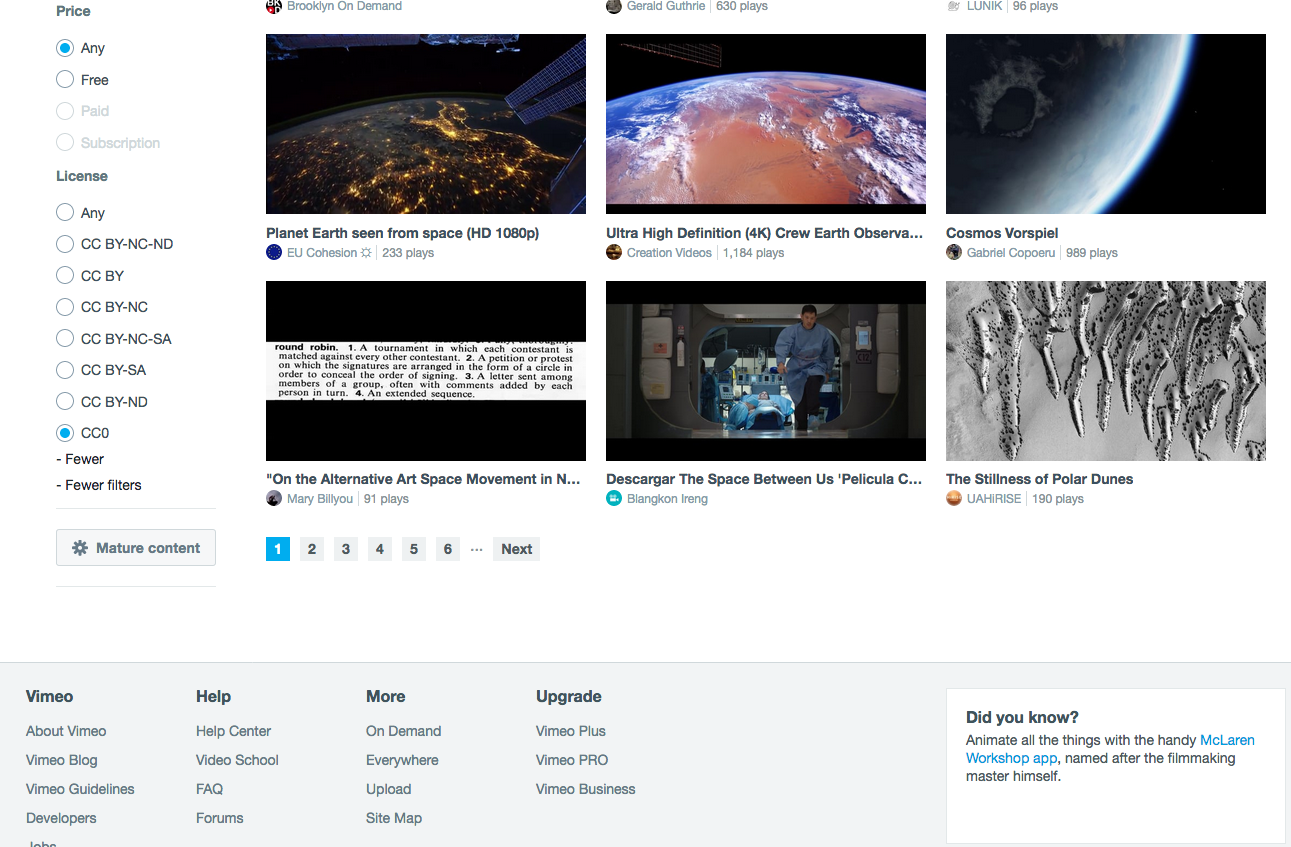 Price
Any
Free
Paid
Subscription
License
Any
CC BY-NC-ND
CC BY
CC BY-NC
CC BY-NC-SA
CC BY-SA
CC BY-ND
CC0
- Fewer
- Fewer filters
Mature content
Brooklyn On Demand
Gerald Guthrie 630 plays
LUNIK 96 plays
Planet Earth seen from space (HD 1080p)
EU Cohesion 233 plays
Ultra High Definition (4K) Crew Earth Observa...
Creation Videos 1,184 plays
Cosmos Vorspiel
Gabriel Copoeru 989 plays
round robin. 1. A tournament in which each contestant is
matched against every other contestant. 2. A petition or protest
on which the signatures are arranged in the form of a circle in
order to conceal the order of signing. 3. A letter sent among
members of a group, often with comments added by each
person in turn. 4. An extended sequence.
"On the Alternative Art Space Movement in N...
Mary Billyou 91 plays
Descargar The Space Between Us 'Pelicula C...
Blangkon Ireng
The Stillness of Polar Dunes
UAHiRISE 190 plays
1 2 3 4 5 6 ... Next
Vimeo
About Vimeo
Vimeo Blog
Vimeo Guidelines
Developers
Jobs
Help
Help Center
Video School
FAQ
Forums
More
On Demand
Everywhere
Upload
Site Map
Upgrade
Vimeo Plus
Vimeo PRO
Vimeo Business
Did you know?
Animate all the things with the handy McLaren
Workshop app, named after the filmmaking
master himself.